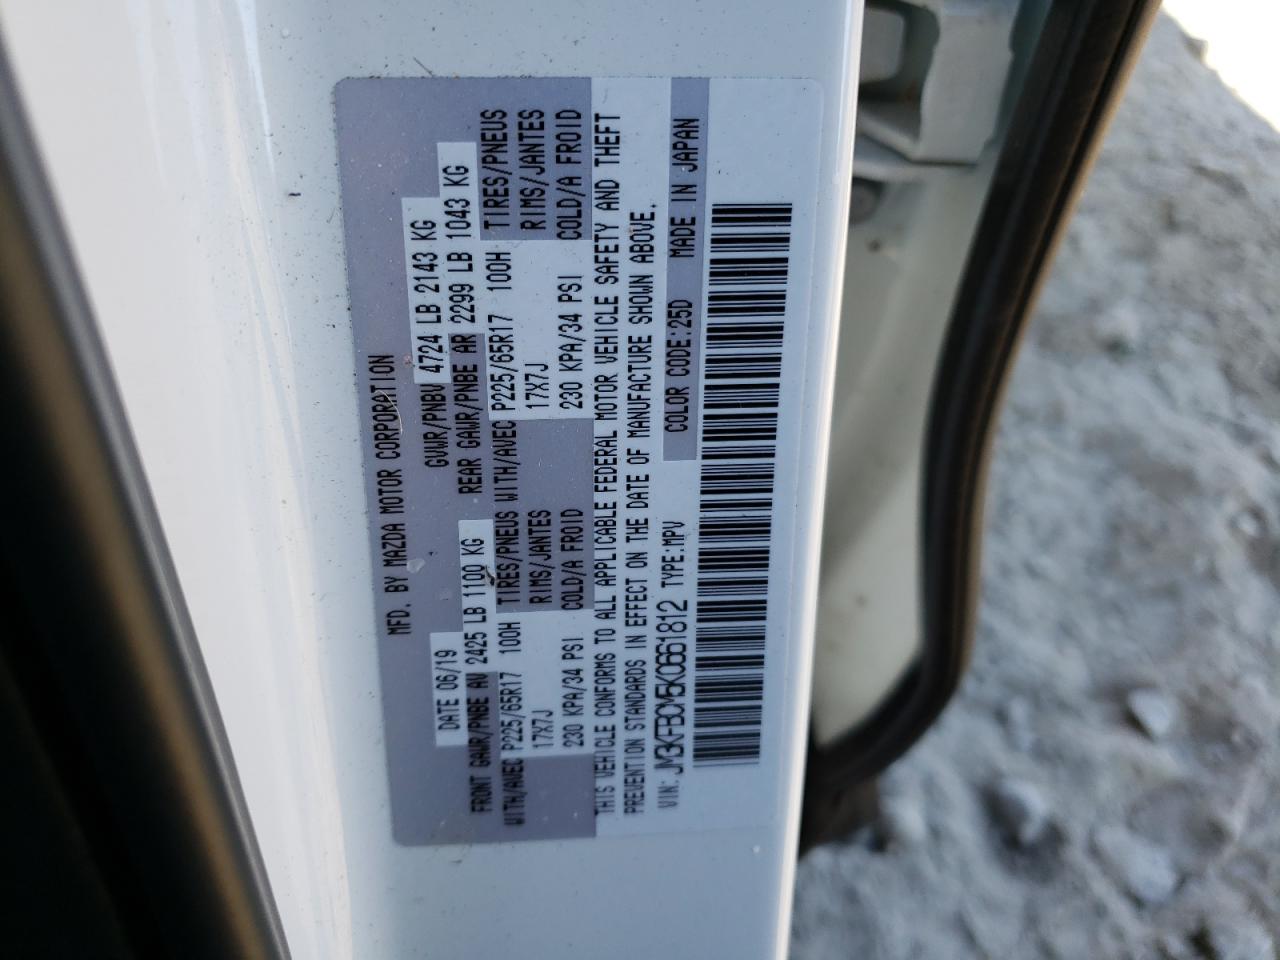 MFD. BY MAZDA MOTOR CORPORATION
DATE 06/19 GVWR/PNBV 4724 LB 2143 KG
FRONT GAWR/PNBE AV 2425 LB 1100 KG REAR GAWR/PNBE AR 2299 LB 1043 KG
WITH/AVEC P225/65R17 100H TIRES/PNEUS WITH/AVEC P225/65R17 100H TIRES/PNEUS
17X7J RIMS/JANTES 17X7J RIMS/JANTES
230 KPA/34 PSI COLD/A FROID 230 KPA/34 PSI COLD/A FROID
THIS VEHICLE CONFORMS TO ALL APPLICABLE FEDERAL MOTOR VEHICLE SAFETY AND THEFT
PREVENTION STANDARDS IN EFFECT ON THE DATE OF MANUFACTURE SHOWN ABOVE.
VIN: JM3KFBCM5K0661812 TYPE:MPV COLOR CODE:25D MADE IN JAPAN